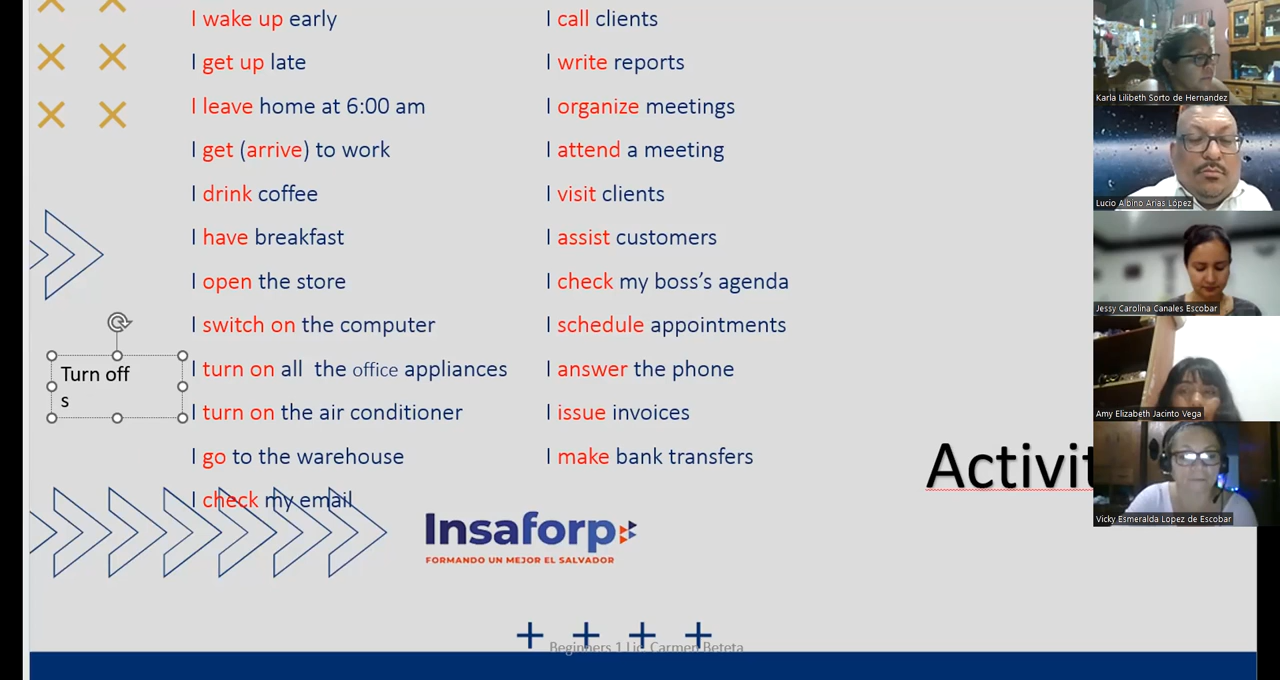 I wake up early
I get up late
I leave home at 6:00 am
I get (arrive) to work
I drink coffee
I have breakfast
I open the store
I switch on the computer
I turn on all the office appliances
I turn on the air conditioner
I go to the warehouse
I check my email
Turn off
s
I call clients
I write reports
I organize meetings
I attend a meeting
I visit clients
I assist customers
I check my boss's agenda
I schedule appointments
I answer the phone
I issue invoices
I make bank transfers
Activit
Insaforp
FORMANDO UN MEJOR EL SALVADOR
Beginners 1 Lic. Carmen Beteta
Karla Lilibeth Sorto de Hernandez
Lucio Albino Arias López
Jessy Carolina Canales Escobar
Amy Elizabeth Jacinto Vega
Vicky Esmeralda Lopez de Escobar